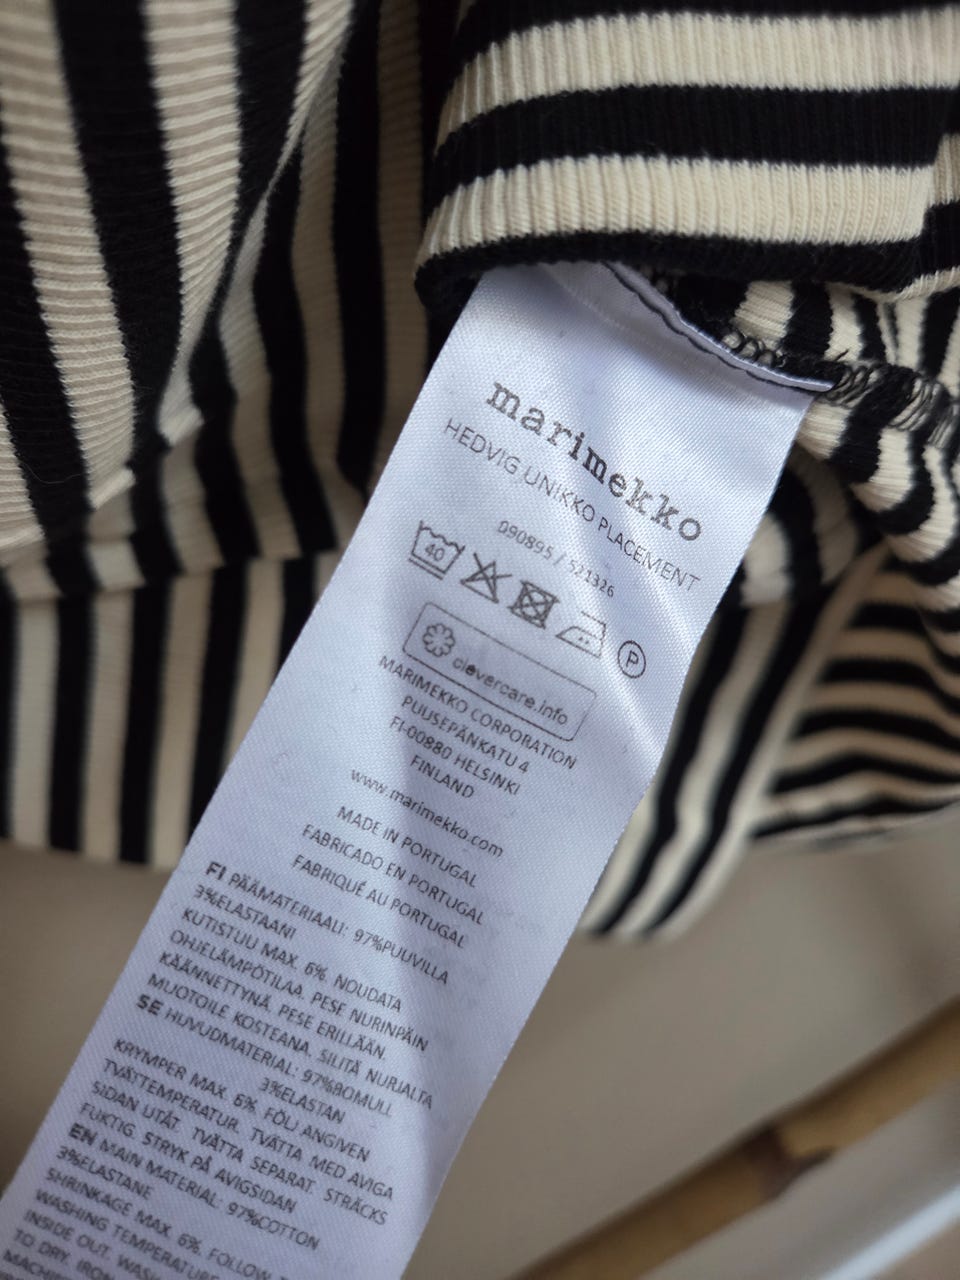 marimekko
HEDVIG UNIKKO PLACEMENT
090895 / 521326
40
P
clevercare.info
MARIMEKKO CORPORATION
PUUSEPÄNKATU 4
FI-00880 HELSINKI
FINLAND
www.marimekko.com
MADE IN PORTUGAL
FABRICADO EN PORTUGAL
FABRIQUÉ AU PORTUGAL
FI PÄÄMATERIAALI: 97%PUUVILLA
3%ELASTAANI
KUTISTUU MAX. 6%. NOUDATA
OHJELÄMPÖTILAA. PESE NURINPÄIN
KÄÄNNETTYNÄ. PESE ERILLÄÄN.
MUOTOILE KOSTEANA. SILITÄ NURJALTA
SE HUVUDMATERIAL: 97%BOMULL
3%ELASTAN
KRYMPER MAX. 6%. FÖLJ ANGIVEN
TVÄTTEMPERATUR. TVÄTTA MED AVIGA
SIDAN UTÅT. TVÄTTA SEPARAT. STRÄCKS
FUKTIG. STRYK PÅ AVIGSIDAN
EN MAIN MATERIAL: 97%COTTON
3%ELASTANE
SHRINKAGE MAX. 6%. FOLLOW
WASHING TEMPERATURE
INSIDE OUT. WASH
TO DRY. IRON